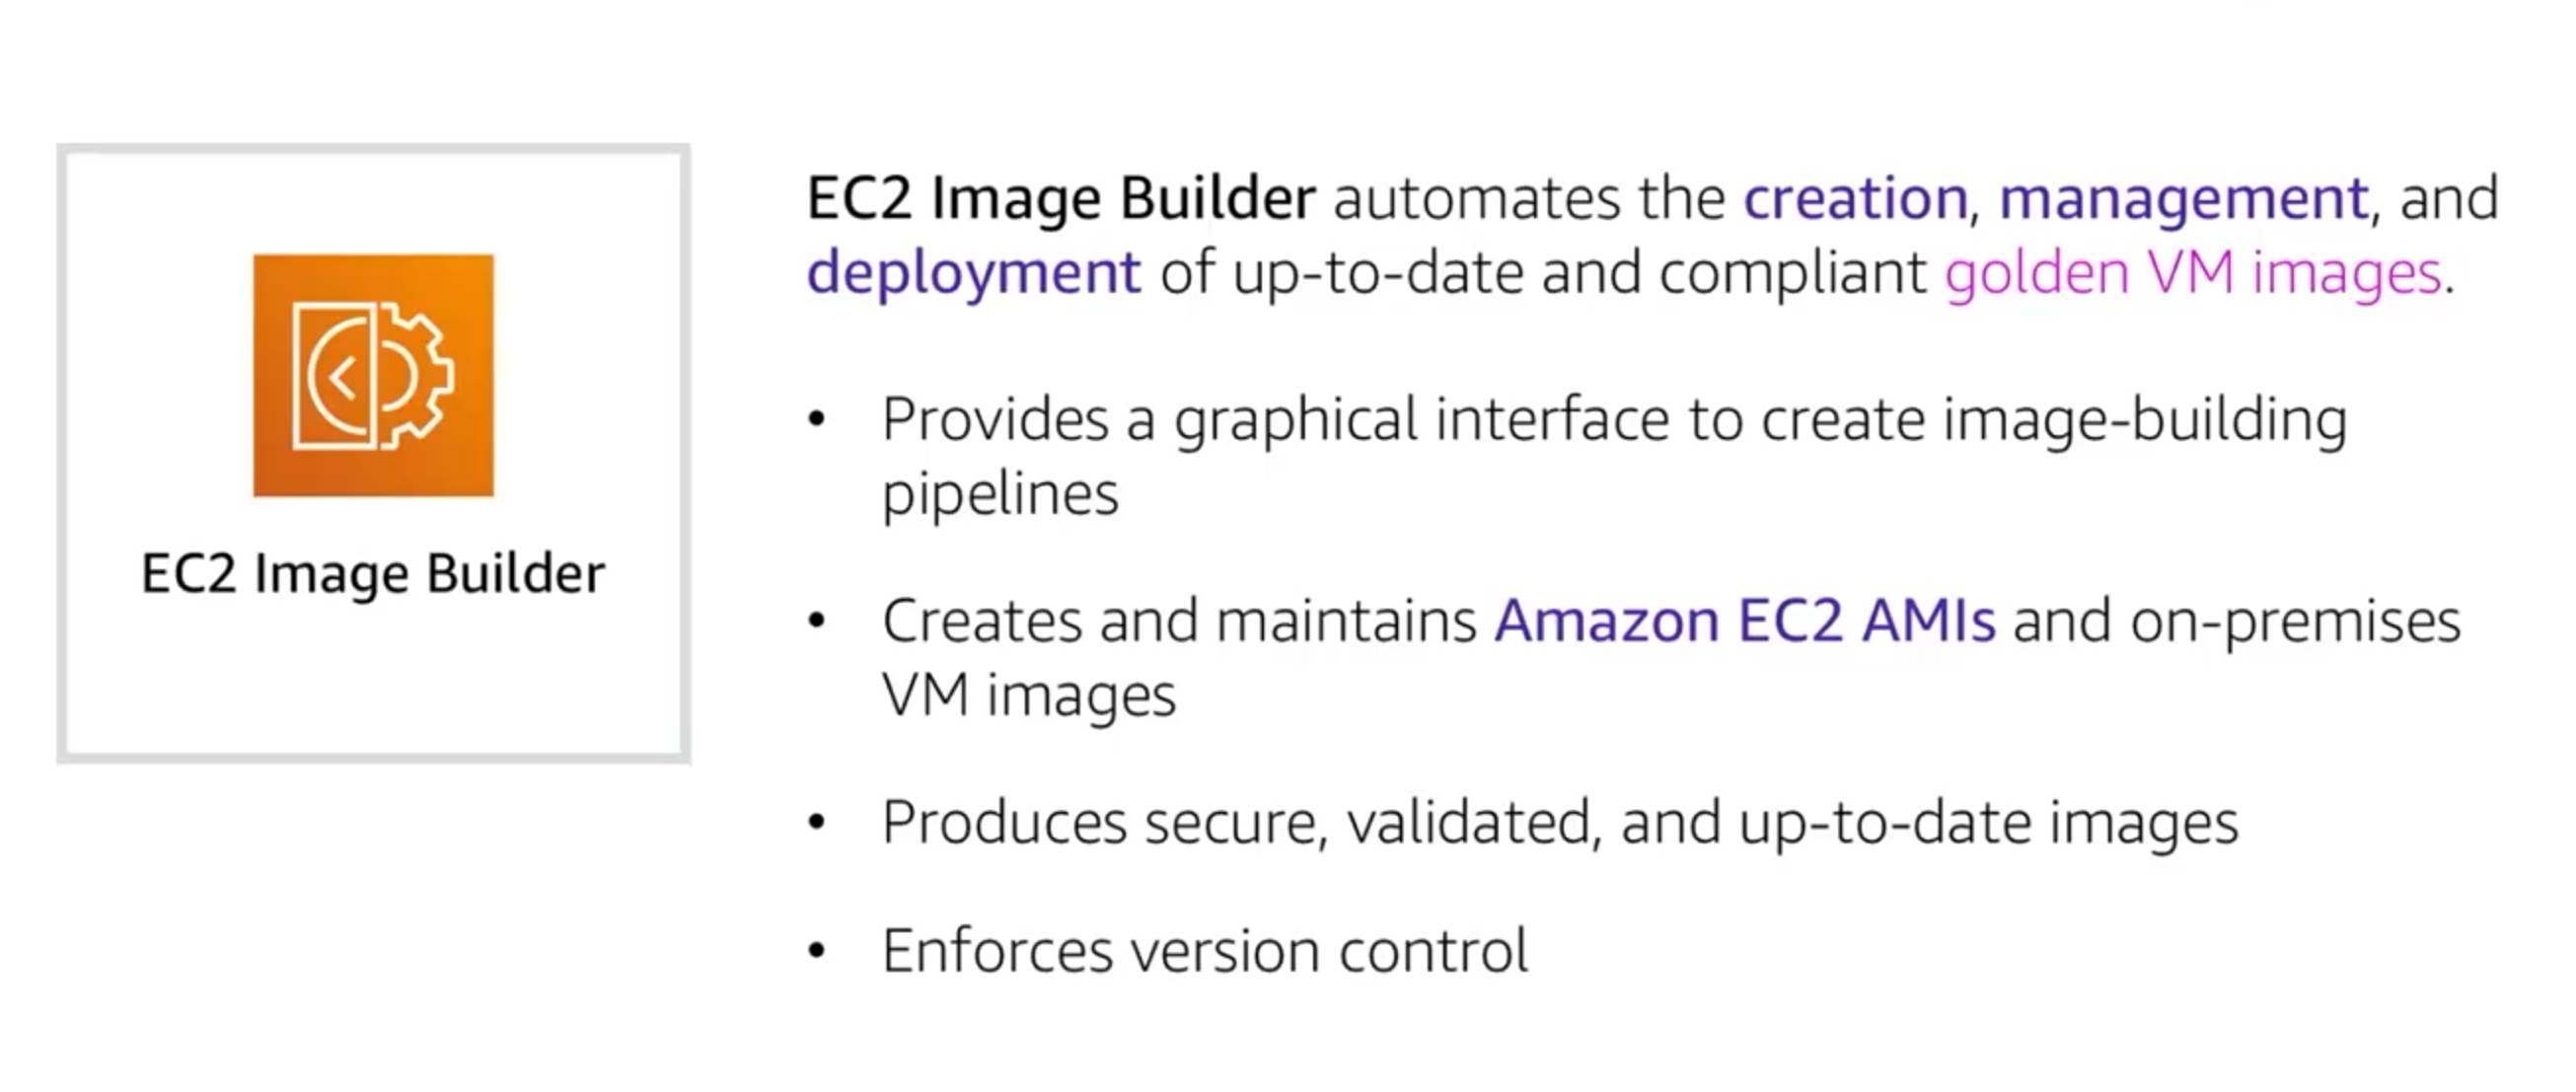 EC2 Image Builder
EC2 Image Builder automates the creation, management, and
deployment of up-to-date and compliant golden VM images.
• Provides a graphical interface to create image-building
pipelines
• Creates and maintains Amazon EC2 AMIs and on-premises
VM images
• Produces secure, validated, and up-to-date images
• Enforces version control